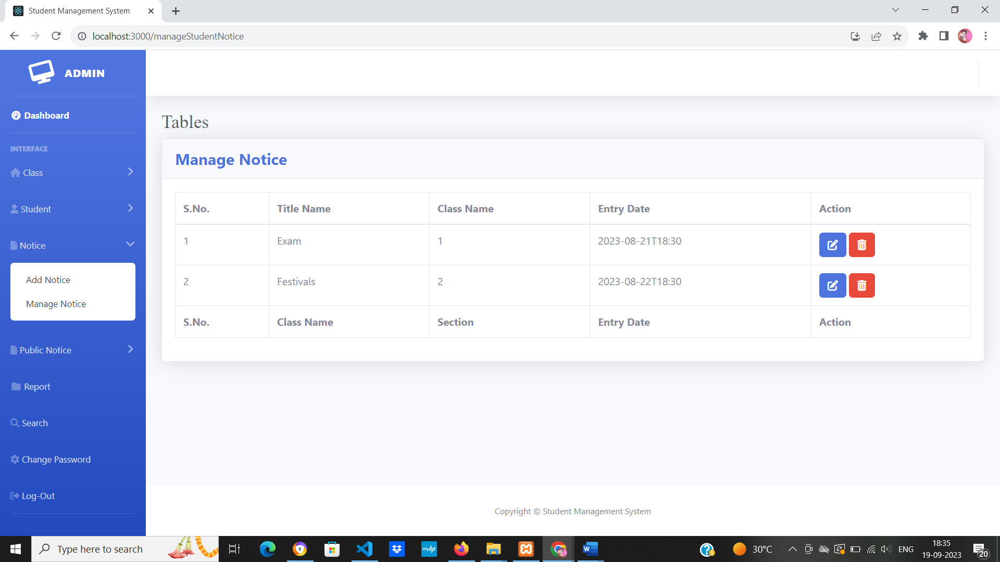 Student Management System
localhost:3000/manageStudentNotice
ADMIN
Dashboard
INTERFACE
Class
Student
Notice
Add Notice
Manage Notice
Public Notice
Report
Search
Change Password
Log-Out
Tables
Manage Notice
S.No. Title Name Class Name Entry Date Action
1 Exam 1 2023-08-21T18:30
2 Festivals 2 2023-08-22T18:30
S.No. Class Name Section Entry Date Action
Copyright © Student Management System
Type here to search
myhp
W
30°C
ENG
18:35
19-09-2023
20